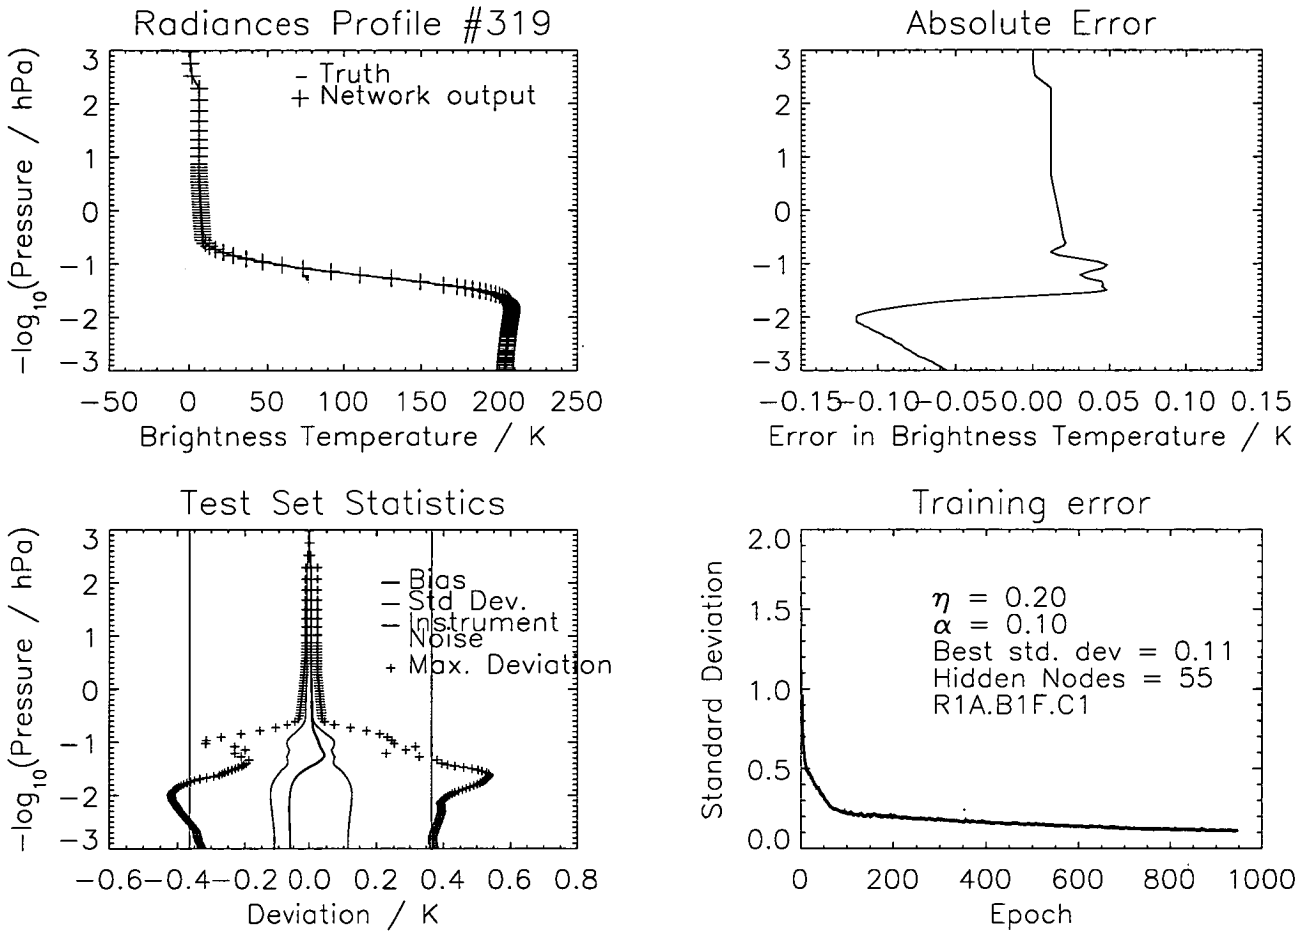 Radiances Profile #319
−log10(Pressure / hPa)
3
2
1
0
−1
−2
−3
− Truth
+ Network output
−50 0 50 100 150 200 250
Brightness Temperature / K
Absolute Error
3
2
1
0
−1
−2
−3
−0.15 −0.10 −0.05 0.00 0.05 0.10 0.15
Error in Brightness Temperature / K
Test Set Statistics
−log10(Pressure / hPa)
3
2
1
0
−1
−2
−3
− Bias
− Std Dev.
− Instrument
Noise
+ Max. Deviation
−0.6 −0.4 −0.2 0.0 0.2 0.4 0.6 0.8
Deviation / K
Training error
Standard Deviation
2.0
1.5
1.0
0.5
0.0
η = 0.20
α = 0.10
Best std. dev = 0.11
Hidden Nodes = 55
R1A.B1F.C1
0 200 400 600 800 1000
Epoch